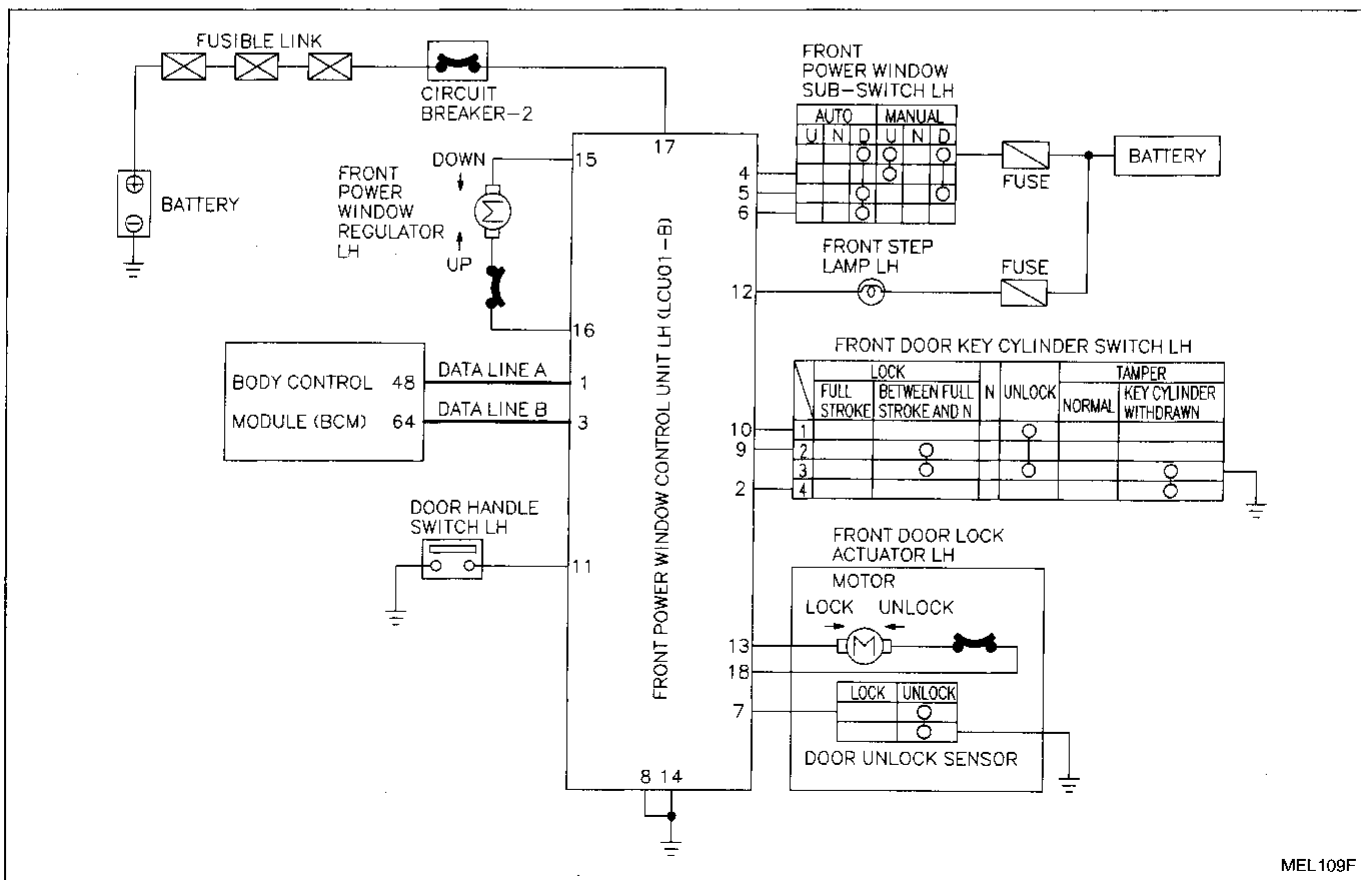 FUSIBLE LINK
CIRCUIT
BREAKER-2
FRONT
POWER WINDOW
SUB-SWITCH LH
AUTO MANUAL
U N D U N D
4
5
6
FUSE
BATTERY
17
15
DOWN
FRONT
POWER
WINDOW
REGULATOR
LH
M
UP
16
BATTERY
FRONT STEP
LAMP LH
FUSE
12
FRONT POWER WINDOW CONTROL UNIT LH (LCU01-B)
BODY CONTROL 48
MODULE (BCM) 64
DATA LINE A
1
DATA LINE B
3
FRONT DOOR KEY CYLINDER SWITCH LH
LOCK N UNLOCK TAMPER
FULL
STROKE
BETWEEN FULL
STROKE AND N
NORMAL
KEY CYLINDER
WITHDRAWN
10 1
9 2
3
2 4
DOOR HANDLE
SWITCH LH
11
FRONT DOOR LOCK
ACTUATOR LH
MOTOR
LOCK UNLOCK
13
M
18
7
LOCK UNLOCK
DOOR UNLOCK SENSOR
8 14
MEL109F